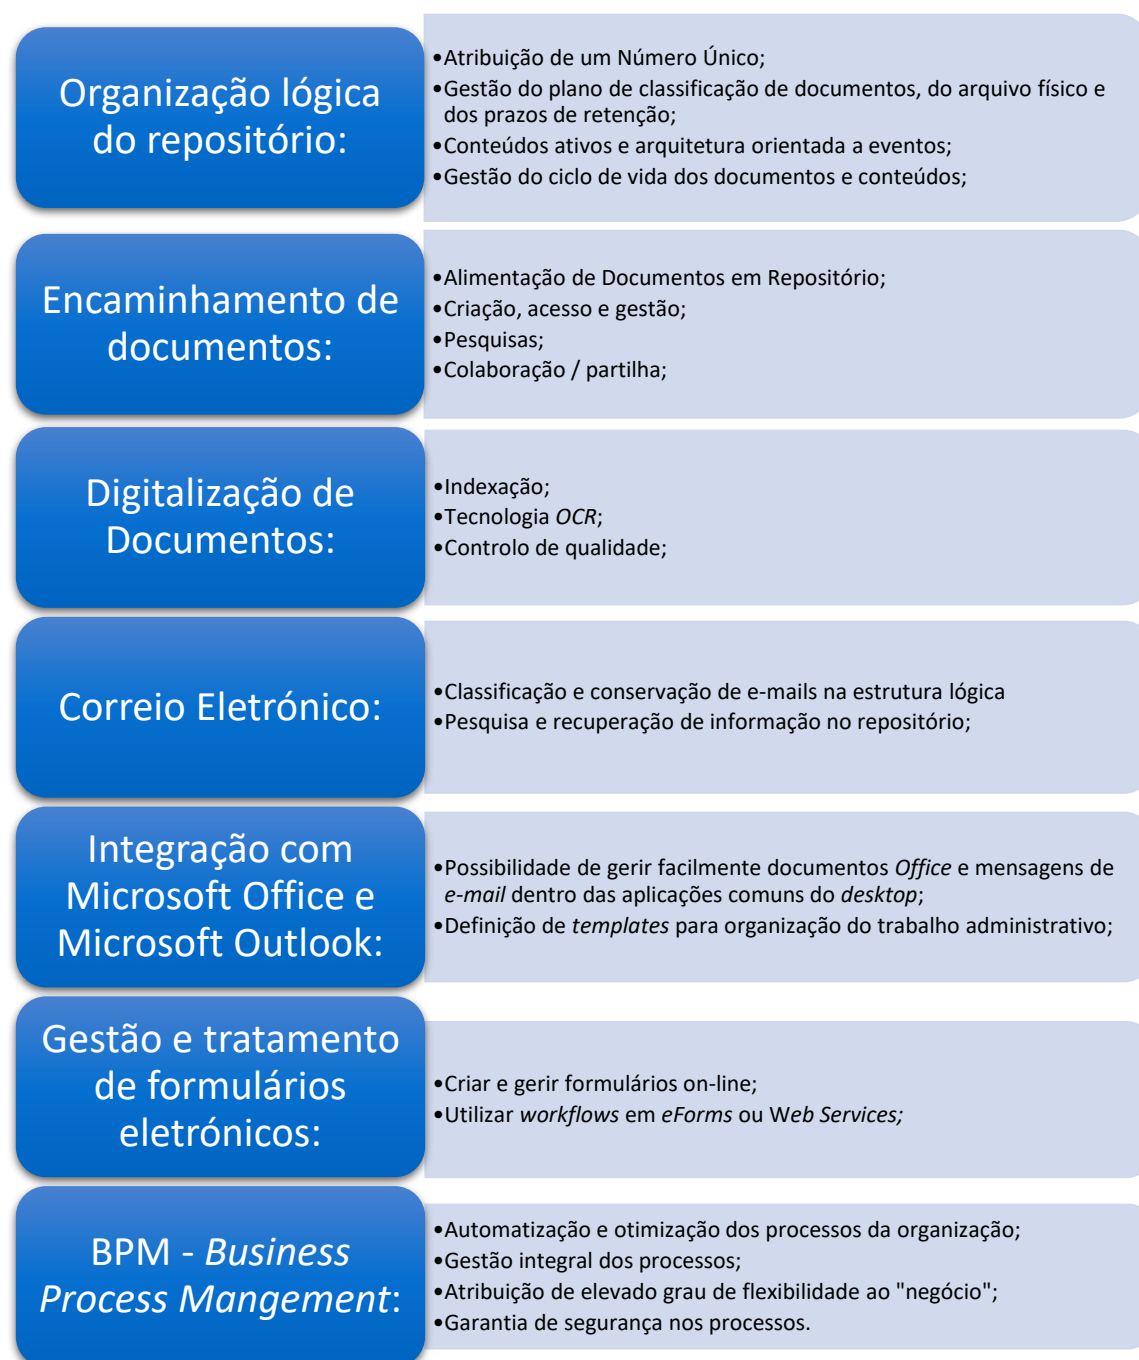 Organização lógica
do repositório:
•Atribuição de um Número Único;
•Gestão do plano de classificação de documentos, do arquivo físico e
dos prazos de retenção;
•Conteúdos ativos e arquitetura orientada a eventos;
•Gestão do ciclo de vida dos documentos e conteúdos;
Encaminhamento de
documentos:
•Alimentação de Documentos em Repositório;
•Criação, acesso e gestão;
•Pesquisas;
•Colaboração / partilha;
Digitalização de
Documentos:
•Indexação;
•Tecnologia OCR;
•Controlo de qualidade;
Correio Eletrónico:
•Classificação e conservação de e-mails na estrutura lógica
•Pesquisa e recuperação de informação no repositório;
Integração com
Microsoft Office e
Microsoft Outlook:
•Possibilidade de gerir facilmente documentos Office e mensagens de
e-mail dentro das aplicações comuns do desktop;
•Definição de templates para organização do trabalho administrativo;
Gestão e tratamento
de formulários
eletrónicos:
•Criar e gerir formulários on-line;
•Utilizar workflows em eForms ou Web Services;
BPM - Business
Process Mangement:
•Automatização e otimização dos processos da organização;
•Gestão integral dos processos;
•Atribuição de elevado grau de flexibilidade ao "negócio";
•Garantia de segurança nos processos.